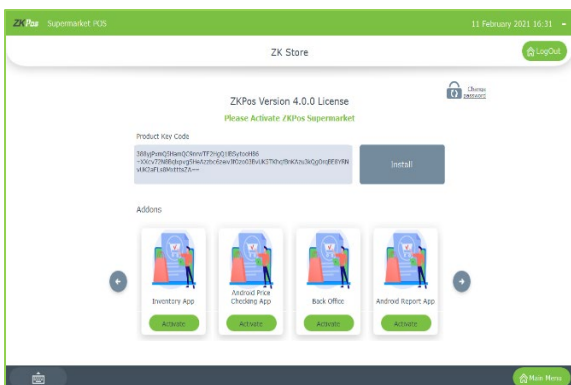 ZKPos Supermarket POS
11 February 2021 16:31
ZK Store
LogOut
Change
password
ZKPos Version 4.0.0 License
Please Activate ZKPos Supermarket
Product Key Code
Install
Addons
Inventory App
Android Price
Checking App
Back Office
Android Report App
Activate
Activate
Activate
Activate
Main Menu